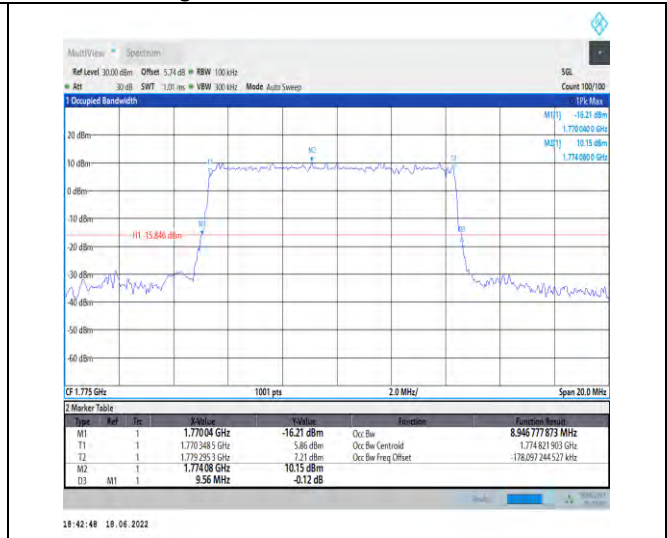 MultiView Spectrum
Ref Level 30.00 dBm Offset 5.74 dB RBW 100 kHz SGL
Att 30 dB SWT 1.01 ms VBW 300 kHz Mode Auto Sweep Count 100/100
1 Occupied Bandwidth 1Pk Max
M1[1] -16.21 dBm
1.770 040 0 GHz
M2[1] 10.15 dBm
1.774 080 0 GHz
20 dBm
M2
10 dBm
0 dBm
-10 dBm
H1 -15.846 dBm
-20 dBm
-30 dBm
-40 dBm
-50 dBm
-60 dBm
CF 1.775 GHz 1001 pts 2.0 MHz/ Span 20.0 MHz
2 Marker Table
Type Ref Trc X-Value Y-Value Function Function Result
M1 1 1.770 04 GHz -16.21 dBm Occ Bw 8.946 777 873 MHz
T1 1 1.770 348 5 GHz 5.86 dBm Occ Bw Centroid 1.774 821 903 GHz
T2 1 1.779 295 3 GHz 7.21 dBm Occ Bw Freq Offset -178.097 244 527 kHz
M2 1 1.774 08 GHz 10.15 dBm
D3 M1 1 9.56 MHz -0.12 dB
18:42:48 18.06.2022